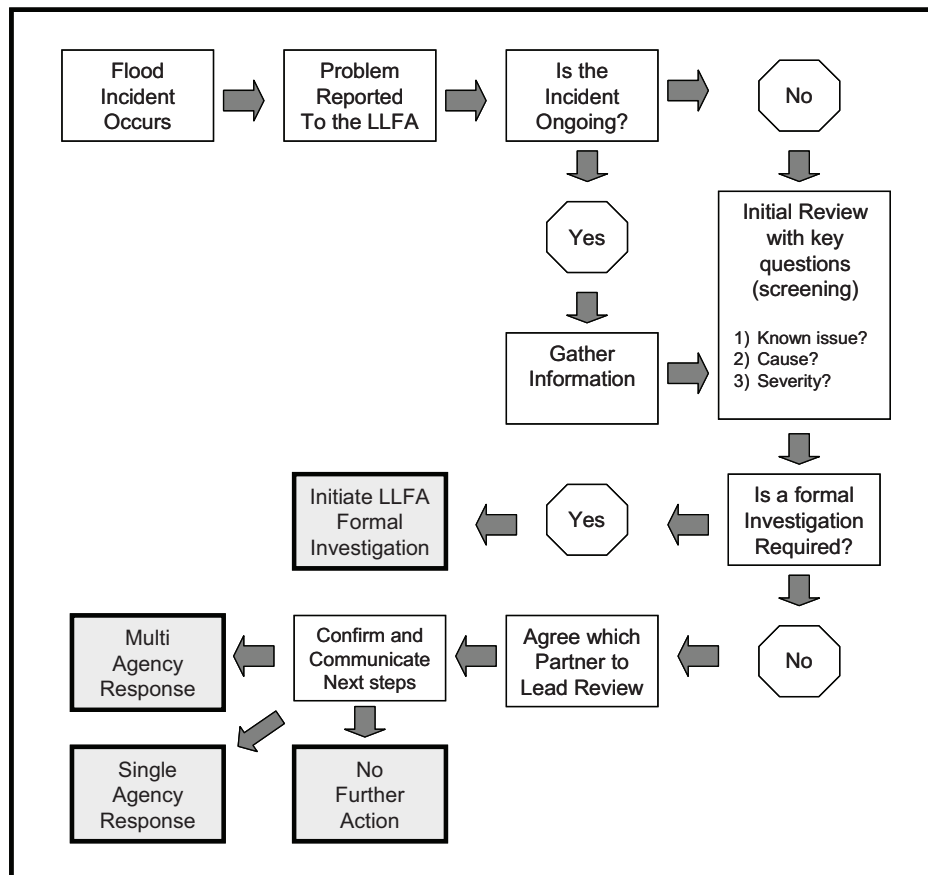 Flood
Incident
Occurs
Problem
Reported
To the LLFA
Is the
Incident
Ongoing?
No
Yes
Initial Review
with key
questions
(screening)
1) Known issue?
2) Cause?
3) Severity?
Gather
Information
Initiate LLFA
Formal
Investigation
Yes
Is a formal
Investigation
Required?
Multi
Agency
Response
Confirm and
Communicate
Next steps
Agree which
Partner to
Lead Review
No
Single
Agency
Response
No
Further
Action